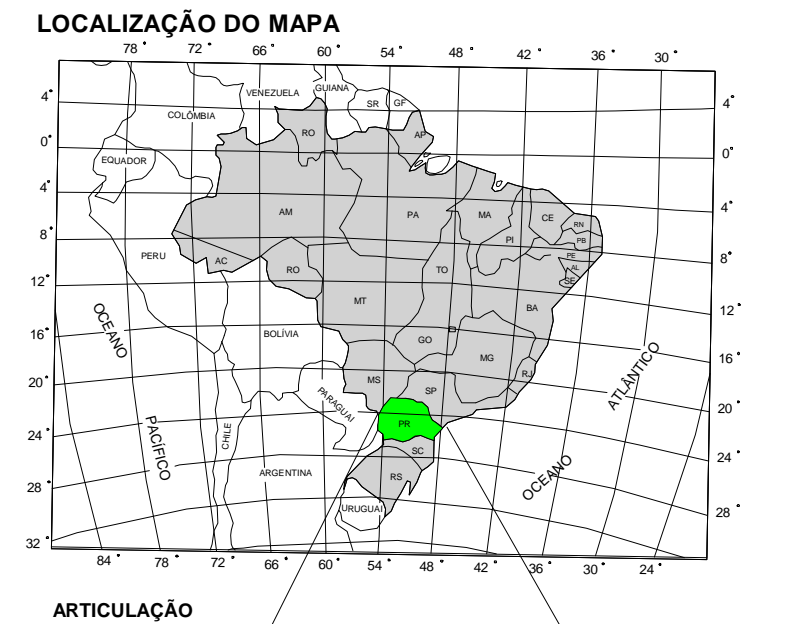 LOCALIZAÇÃO DO MAPA
78° 72° 66° 60° 54° 48° 42° 36° 30°
VENEZUELA
GUIANA
SR
GF
4°
4°
COLÔMBIA
RO
AP
0°
0°
EQUADOR
4°
4°
AM
PA
MA
CE
RN
PB
PI
8°
8°
PERU
AC
RO
TO
PE
AL
SE
12°
12°
MT
BA
OCEANO
PACÍFICO
16°
16°
BOLÍVIA
GO
MG
RJ
ATLÂNTICO
OCEANO
20°
20°
MS
SP
PARAGUAI
PR
24°
24°
CHILE
SC
ARGENTINA
RS
28°
28°
URUGUAI
32°
84° 78° 72° 66° 60° 54° 48° 42° 36° 30° 24°
ARTICULAÇÃO